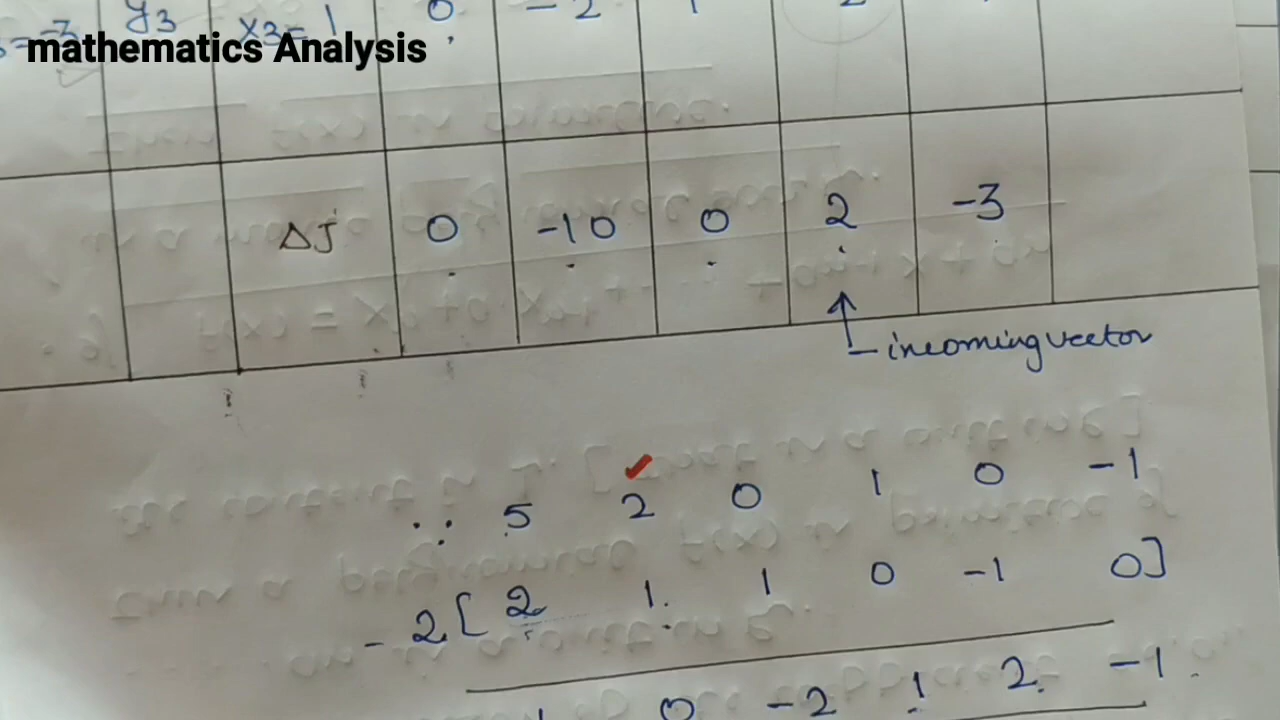 y3 x3 = 1 0 -2 1
mathematics Analysis
Δj 0 -10 0 2 -3
incoming vector
∴ 5 2 0 1 0 -1
-2 [ 2 1 1 0 -1 0]
0 -2 1 2 -1